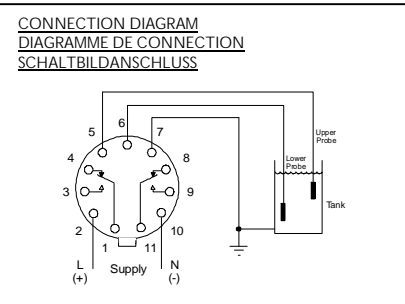 CONNECTION DIAGRAM
DIAGRAMME DE CONNECTION
SCHALTBILDANSCHLUSS
5
6
7
Upper
Probe
4
8
Lower
Probe
3
9
Tank
2
10
1
11
L
(+)
Supply
N
(-)